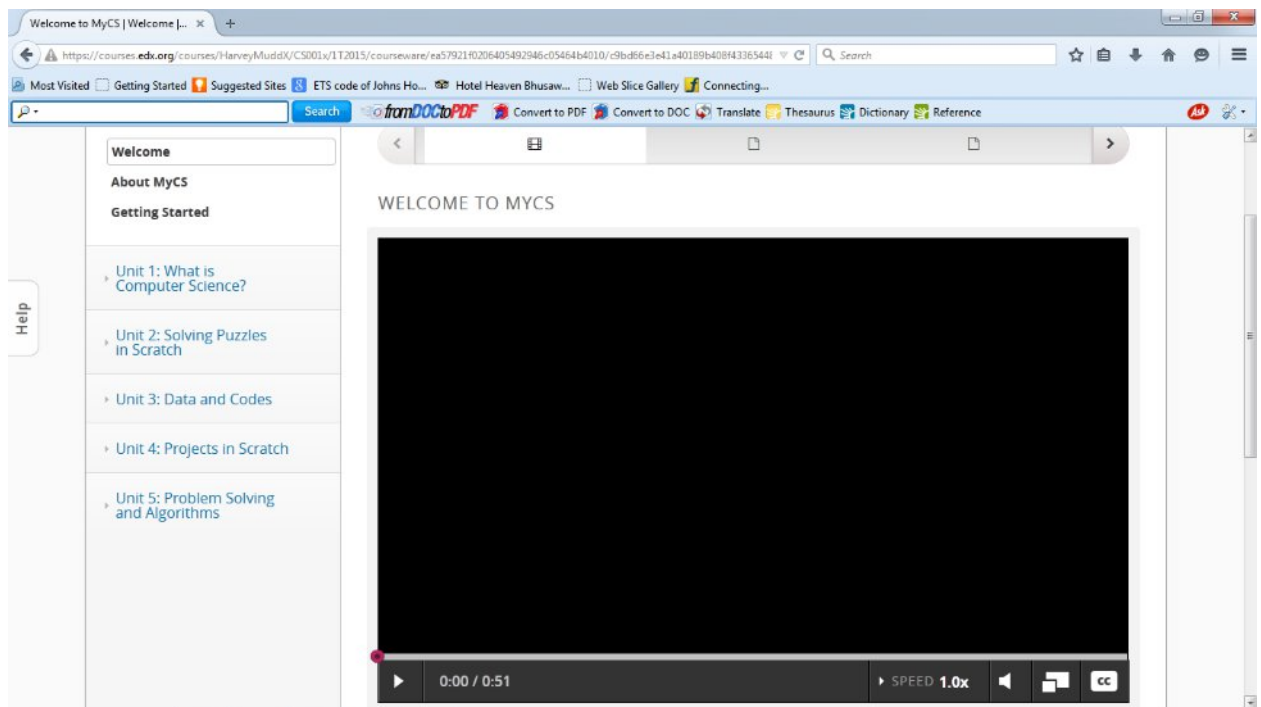 Welcome to MyCS | Welcome |... × +
https://courses.edx.org/courses/HarveyMuddX/CS001x/1T2015/courseware/ea57921f0206405492946c05464b4010/c9bd66e3e41a40189b408f4336544 Search
Most Visited Getting Started Suggested Sites ETS code of Johns Ho... Hotel Heaven Bhusaw... Web Slice Gallery Connecting...
Search fromDOCtoPDF Convert to PDF Convert to DOC Translate Thesaurus Dictionary Reference Ask
Welcome
About MyCS
Getting Started
Unit 1: What is
Computer Science?
Unit 2: Solving Puzzles
in Scratch
Unit 3: Data and Codes
Unit 4: Projects in Scratch
Unit 5: Problem Solving
and Algorithms
Help
WELCOME TO MYCS
0:00 / 0:51 SPEED 1.0x CC